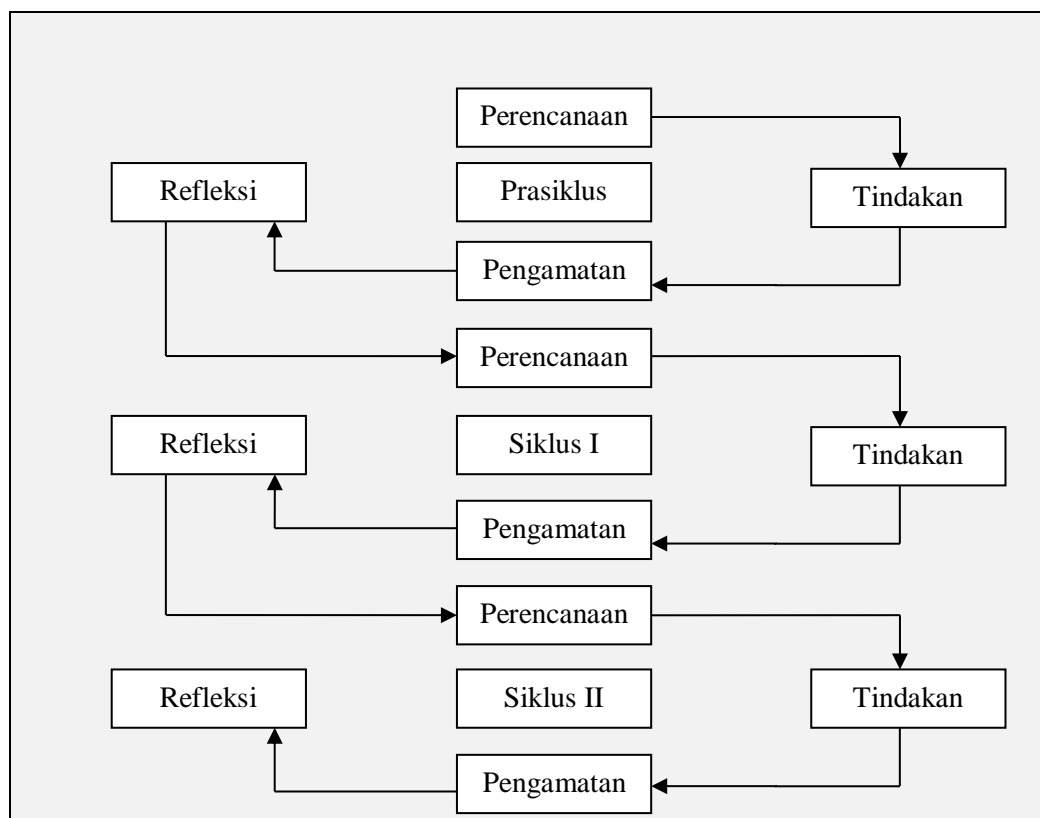 Perencanaan
Refleksi
Prasiklus
Tindakan
Pengamatan
Perencanaan
Refleksi
Siklus I
Tindakan
Pengamatan
Perencanaan
Refleksi
Siklus II
Tindakan
Pengamatan